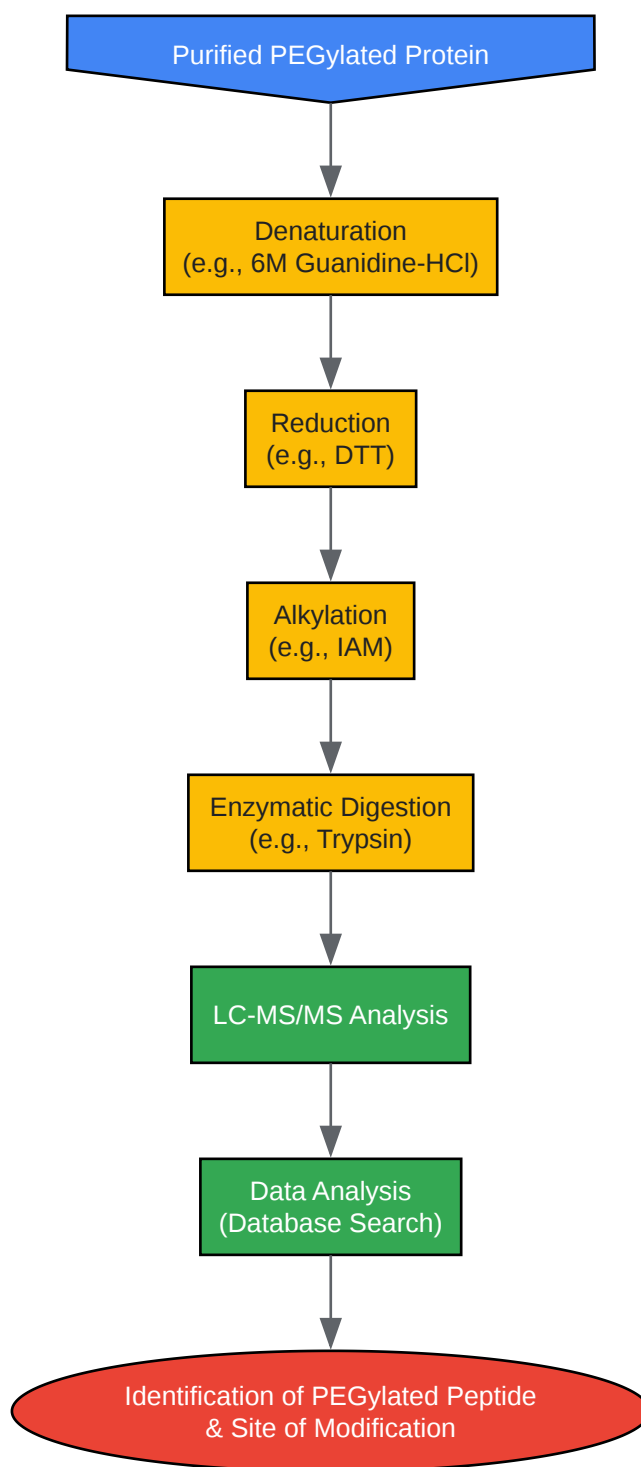 Purified PEGylated Protein
Denaturation
(e.g., 6M Guanidine-HCl)
Reduction
(e.g., DTT)
Alkylation
(e.g., IAM)
Enzymatic Digestion
(e.g., Trypsin)
LC-MS/MS Analysis
Data Analysis
(Database Search)
Identification of PEGylated Peptide
& Site of Modification